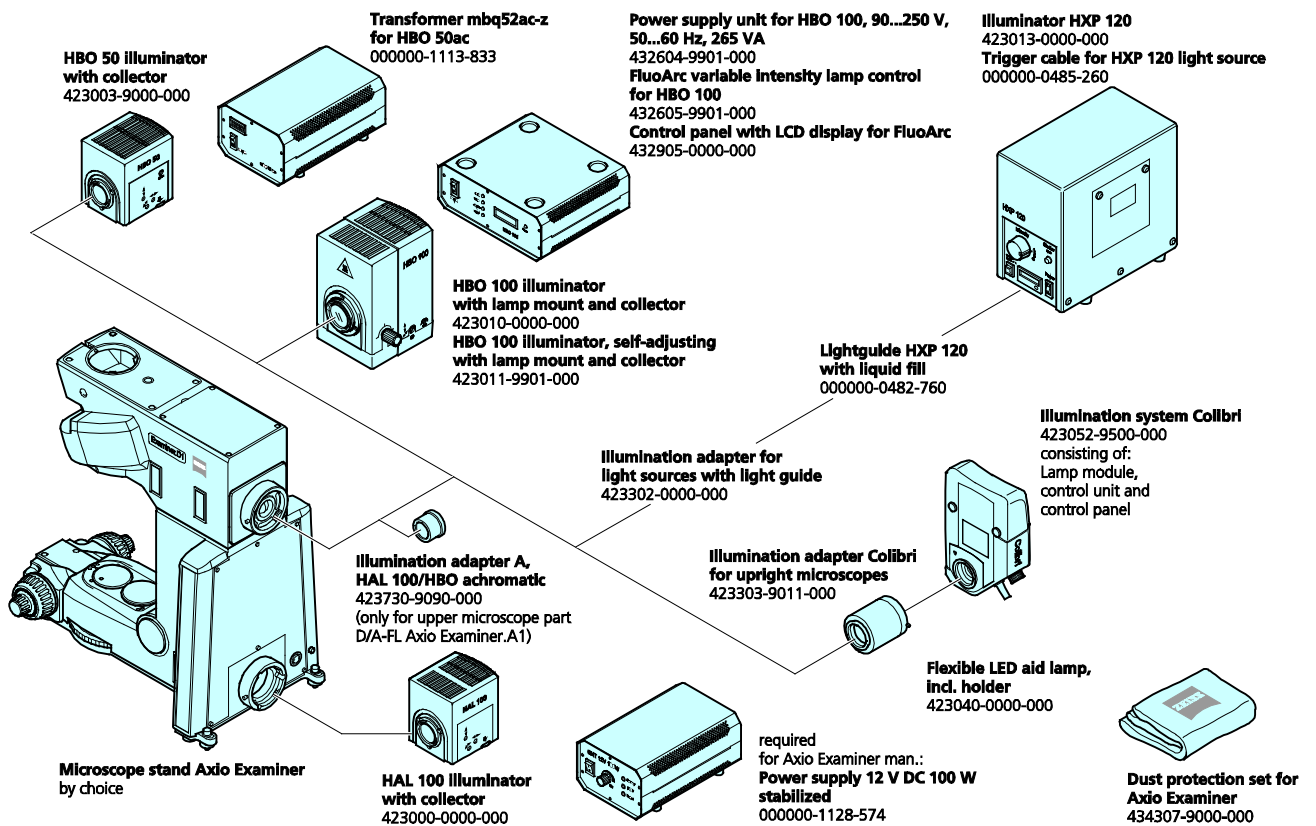 Transformer mbq52ac-z
for HBO 50ac
000000-1113-833
Power supply unit for HBO 100, 90...250 V,
50...60 Hz, 265 VA
432604-9901-000
FluoArc variable intensity lamp control
for HBO 100
432605-9901-000
Control panel with LCD display for FluoArc
432905-0000-000
Illuminator HXP 120
423013-0000-000
Trigger cable for HXP 120 light source
000000-0485-260
HBO 50 illuminator
with collector
423003-9000-000
HBO 50
HBO 100
HXP 120
HBO 100 illuminator
with lamp mount and collector
423010-0000-000
HBO 100 illuminator, self-adjusting
with lamp mount and collector
423011-9901-000
Lightguide HXP 120
with liquid fill
000000-0482-760
Illumination system Colibri
423052-9500-000
consisting of:
Lamp module,
control unit and
control panel
Examiner.D1
Illumination adapter for
light sources with light guide
423302-0000-000
Colibri
Illumination adapter A,
HAL 100/HBO achromatic
423730-9090-000
(only for upper microscope part
D/A-FL Axio Examiner.A1)
Illumination adapter Colibri
for upright microscopes
423303-9011-000
Flexible LED aid lamp,
incl. holder
423040-0000-000
HAL 100
Microscope stand Axio Examiner
by choice
HAL 100 illuminator
with collector
423000-0000-000
required
for Axio Examiner man.:
Power supply 12 V DC 100 W
stabilized
000000-1128-574
Dust protection set for
Axio Examiner
434307-9000-000